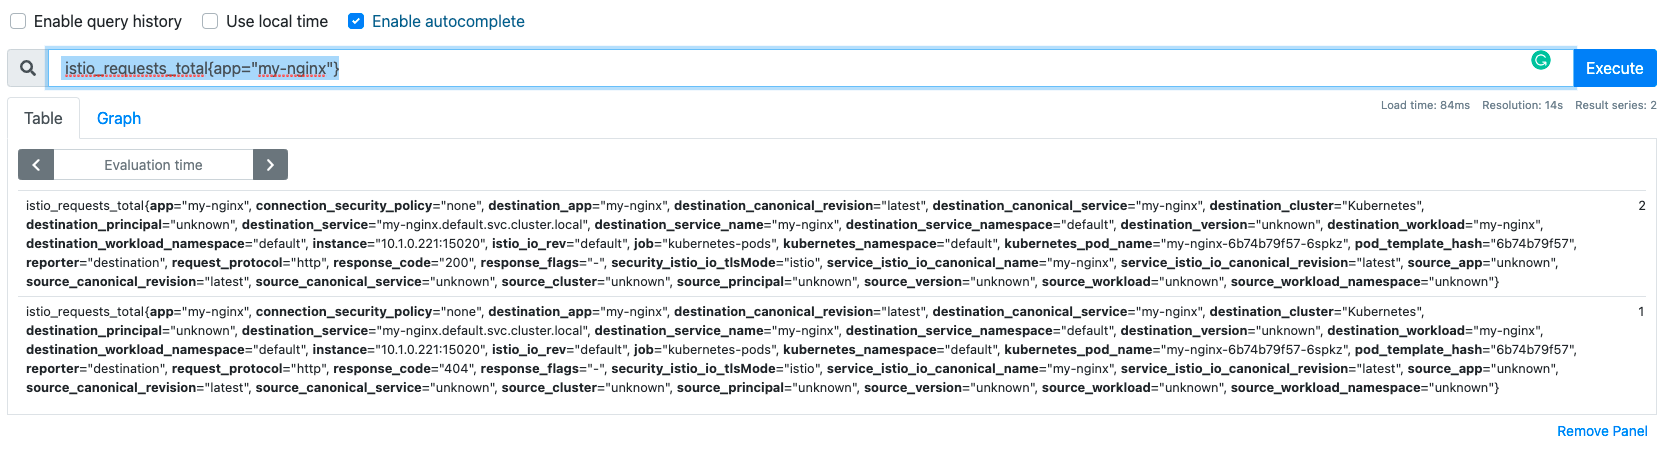 Enable query history Use local time Enable autocomplete
istio_requests_total{app="my-nginx"} Execute
Load time: 84ms Resolution: 14s Result series: 2
Table Graph
Evaluation time
istio_requests_total{app="my-nginx", connection_security_policy="none", destination_app="my-nginx", destination_canonical_revision="latest", destination_canonical_service="my-nginx", destination_cluster="Kubernetes", 2
destination_principal="unknown", destination_service="my-nginx.default.svc.cluster.local", destination_service_name="my-nginx", destination_service_namespace="default", destination_version="unknown", destination_workload="my-nginx",
destination_workload_namespace="default", instance="10.1.0.221:15020", istio_io_rev="default", job="kubernetes-pods", kubernetes_namespace="default", kubernetes_pod_name="my-nginx-6b74b79f57-6spkz", pod_template_hash="6b74b79f57",
reporter="destination", request_protocol="http", response_code="200", response_flags="-", security_istio_io_tlsMode="istio", service_istio_io_canonical_name="my-nginx", service_istio_io_canonical_revision="latest", source_app="unknown",
source_canonical_revision="latest", source_canonical_service="unknown", source_cluster="unknown", source_principal="unknown", source_version="unknown", source_workload="unknown", source_workload_namespace="unknown"}
istio_requests_total{app="my-nginx", connection_security_policy="none", destination_app="my-nginx", destination_canonical_revision="latest", destination_canonical_service="my-nginx", destination_cluster="Kubernetes", 1
destination_principal="unknown", destination_service="my-nginx.default.svc.cluster.local", destination_service_name="my-nginx", destination_service_namespace="default", destination_version="unknown", destination_workload="my-nginx",
destination_workload_namespace="default", instance="10.1.0.221:15020", istio_io_rev="default", job="kubernetes-pods", kubernetes_namespace="default", kubernetes_pod_name="my-nginx-6b74b79f57-6spkz", pod_template_hash="6b74b79f57",
reporter="destination", request_protocol="http", response_code="404", response_flags="-", security_istio_io_tlsMode="istio", service_istio_io_canonical_name="my-nginx", service_istio_io_canonical_revision="latest", source_app="unknown",
source_canonical_revision="latest", source_canonical_service="unknown", source_cluster="unknown", source_principal="unknown", source_version="unknown", source_workload="unknown", source_workload_namespace="unknown"}
Remove Panel